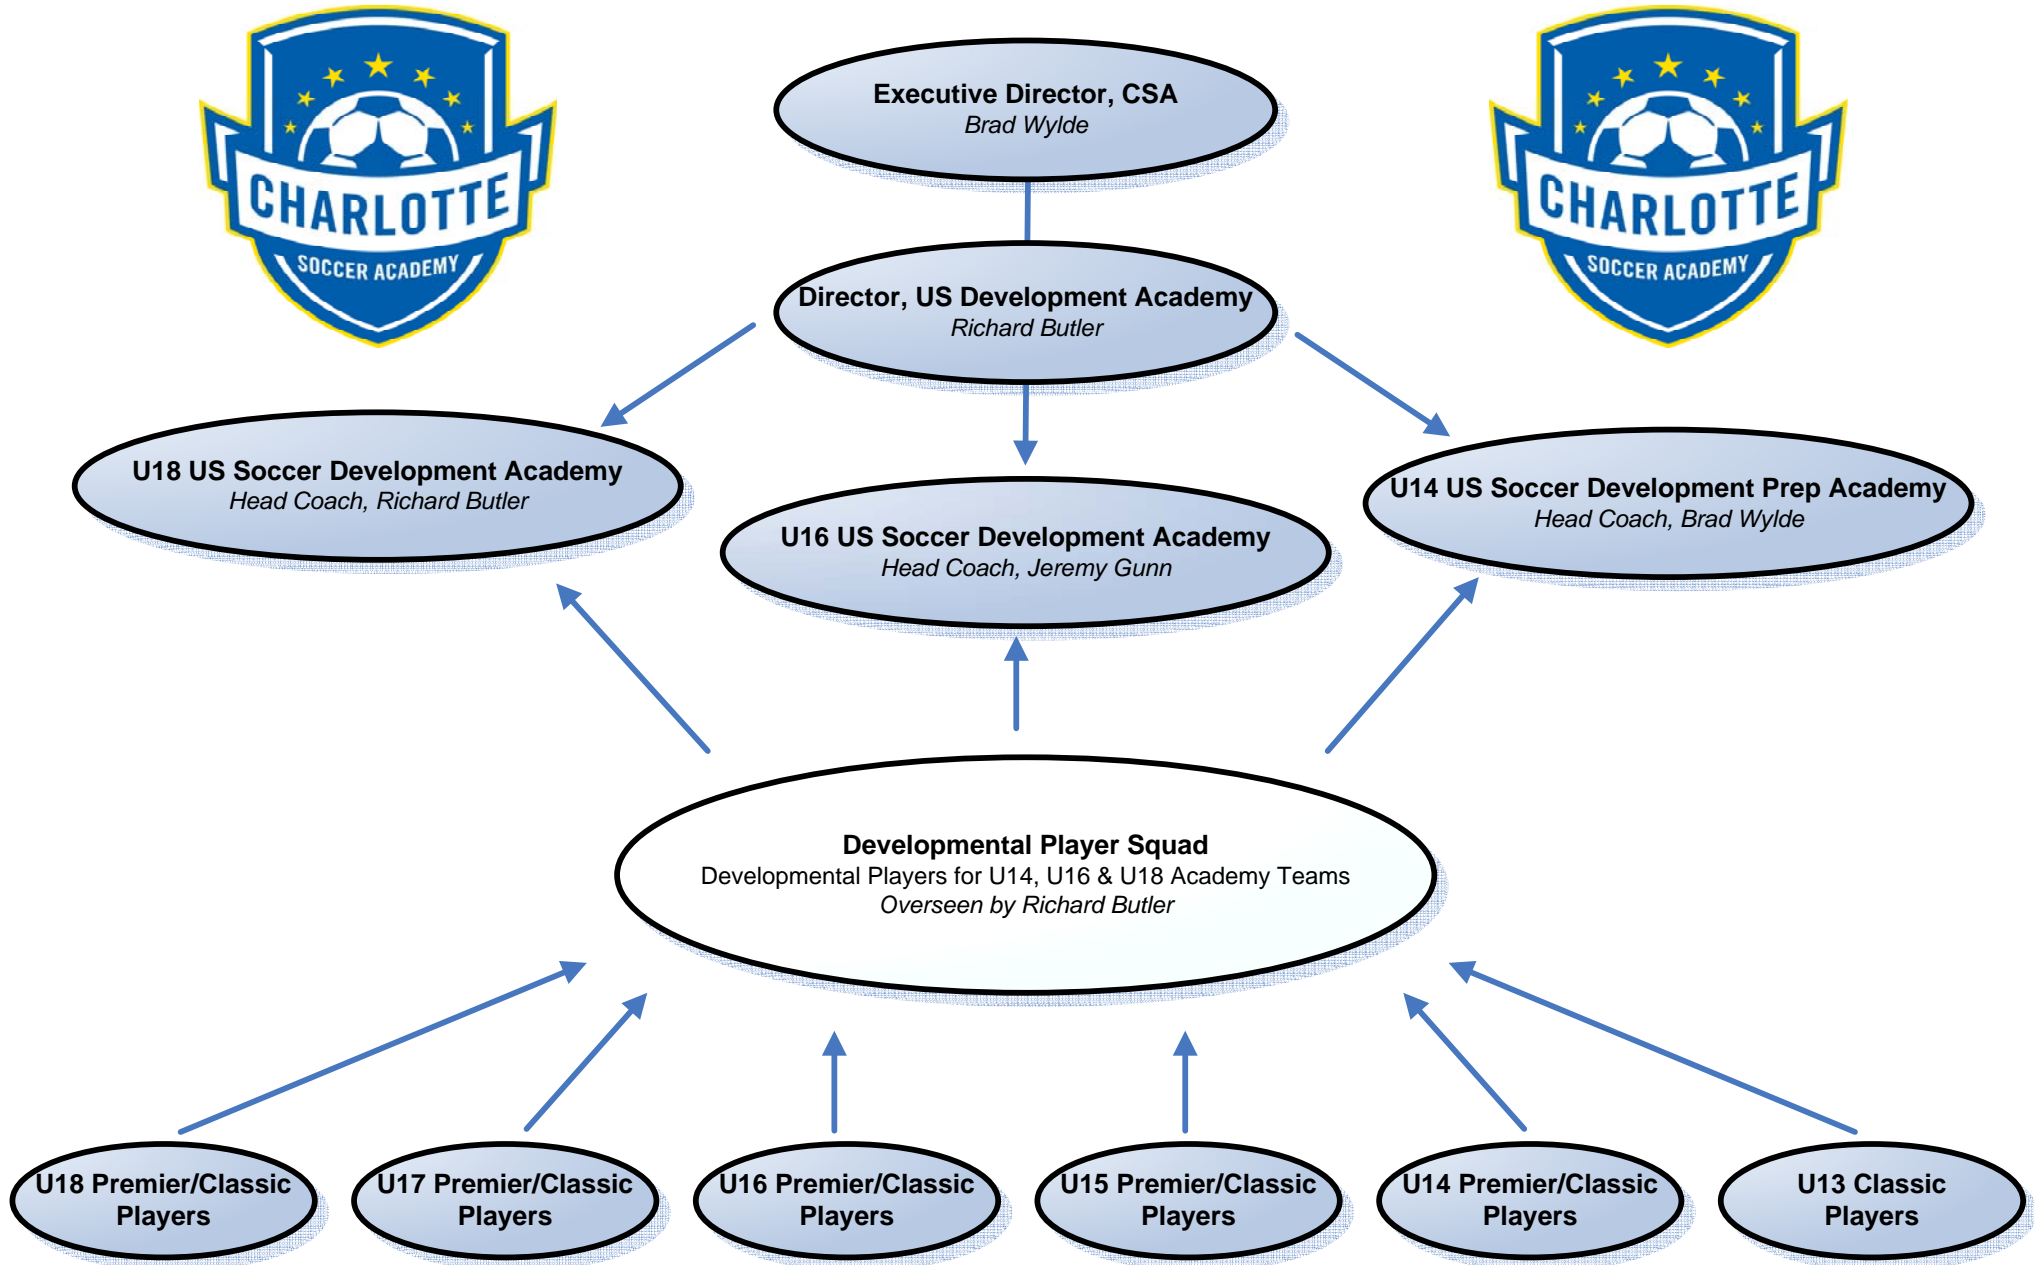 CHARLOTTE
SOCCER ACADEMY
Executive Director, CSA
Brad Wylde
CHARLOTTE
SOCCER ACADEMY
Director, US Development Academy
Richard Butler
U18 US Soccer Development Academy
Head Coach, Richard Butler
U16 US Soccer Development Academy
Head Coach, Jeremy Gunn
U14 US Soccer Development Prep Academy
Head Coach, Brad Wylde
Developmental Player Squad
Developmental Players for U14, U16 & U18 Academy Teams
Overseen by Richard Butler
U18 Premier/Classic
Players
U17 Premier/Classic
Players
U16 Premier/Classic
Players
U15 Premier/Classic
Players
U14 Premier/Classic
Players
U13 Classic
Players